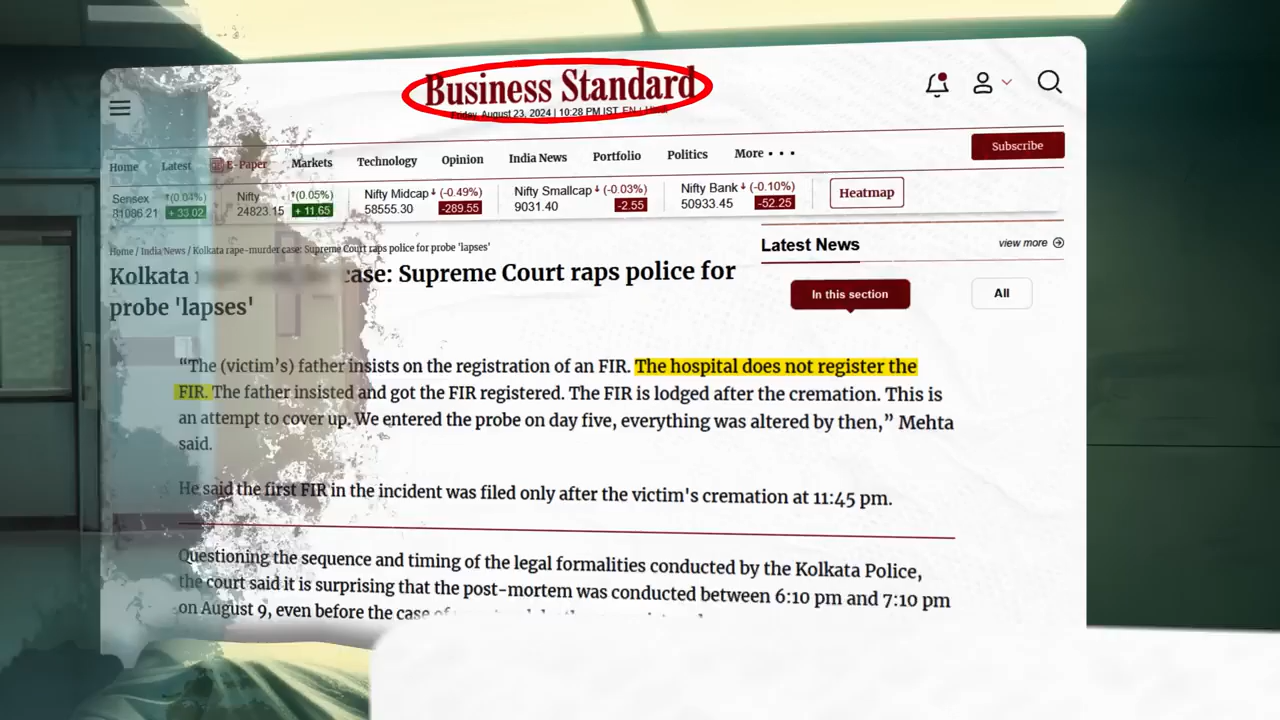 Business Standard
Friday, August 23, 2024 | 10:28 PM IST EN | Hindi
Home Latest E-Paper Markets Technology Opinion India News Portfolio Politics More • • •
Subscribe
Sensex ↑(0.04%)
81086.21 + 33.02
Nifty ↑(0.05%)
24823.15 + 11.65
Nifty Midcap ↓ (-0.49%)
58555.30 -289.55
Nifty Smallcap ↓ (-0.03%)
9031.40 -2.55
Nifty Bank ↓ (-0.10%)
50933.45 -52.25
Heatmap
Home / India News / Kolkata rape-murder case: Supreme Court raps police for probe 'lapses'
Kolkata case: Supreme Court raps police for
probe 'lapses'
Latest News
view more
In this section
All
“The (victim’s) father insists on the registration of an FIR. The hospital does not register the
FIR. The father insisted and got the FIR registered. The FIR is lodged after the cremation. This is
an attempt to cover up. We entered the probe on day five, everything was altered by then,” Mehta
said.
He said the first FIR in the incident was filed only after the victim's cremation at 11:45 pm.
Questioning the sequence and timing of the legal formalities conducted by the Kolkata Police,
the court said it is surprising that the post-mortem was conducted between 6:10 pm and 7:10 pm
on August 9, even before the case of